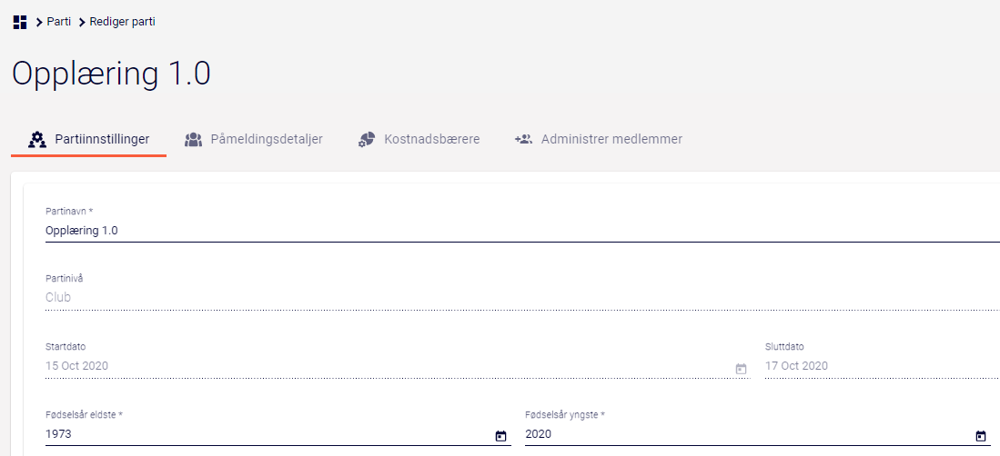 Parti Rediger parti
Opplæring 1.0
Partiinnstillinger Påmeldingsdetaljer Kostnadsbærere Administrer medlemmer
Partinavn *
Opplæring 1.0
Partinivå
Club
Startdato Sluttdato
15 Oct 2020 17 Oct 2020
Fødselsår eldste * Fødselsår yngste *
1973 2020